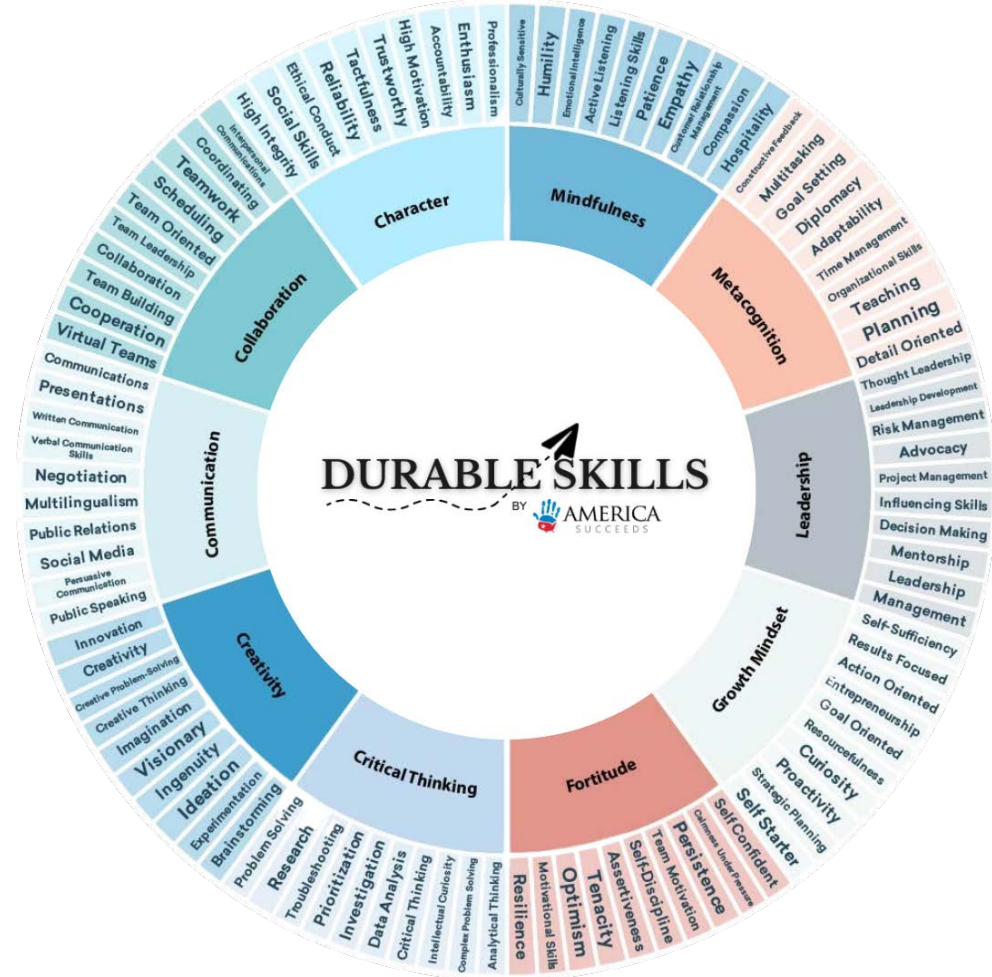 DURABLE SKILLS
BY
AMERICA
SUCCEEDS
Mindfulness
Culturally Sensitive
Humility
Emotional Intelligence
Active Listening
Listening Skills
Patience
Empathy
Customer Relationship
Management
Compassion
Hospitality
Metacognition
Constructive Feedback
Multitasking
Goal Setting
Diplomacy
Adaptability
Time Management
Organizational Skills
Teaching
Planning
Detail Oriented
Leadership
Thought Leadership
Leadership Development
Risk Management
Advocacy
Project Management
Influencing Skills
Decision Making
Mentorship
Leadership
Management
Growth Mindset
Self-Sufficiency
Results Focused
Action Oriented
Entrepreneurship
Goal Oriented
Resourcefulness
Curiosity
Proactivity
Strategic Planning
Self Starter
Fortitude
Self Confident
Calmness Under Pressure
Persistence
Team Motivation
Self-Discipline
Assertiveness
Tenacity
Optimism
Motivational Skills
Resilience
Critical Thinking
Analytical Thinking
Complex Problem Solving
Intellectual Curiosity
Critical Thinking
Data Analysis
Investigation
Prioritization
Troubleshooting
Research
Problem Solving
Creativity
Brainstorming
Experimentation
Ideation
Ingenuity
Visionary
Imagination
Creative Thinking
Creative Problem-Solving
Creativity
Innovation
Communication
Public Speaking
Persuasive
Communication
Social Media
Public Relations
Multilingualism
Negotiation
Verbal Communication
Skills
Written Communication
Presentations
Communications
Collaboration
Virtual Teams
Cooperation
Team Building
Collaboration
Team Leadership
Team Oriented
Scheduling
Teamwork
Coordinating
Interpersonal
Communications
Character
High Integrity
Social Skills
Ethical Conduct
Reliability
Tactfulness
Trustworthy
High Motivation
Accountability
Enthusiasm
Professionalism